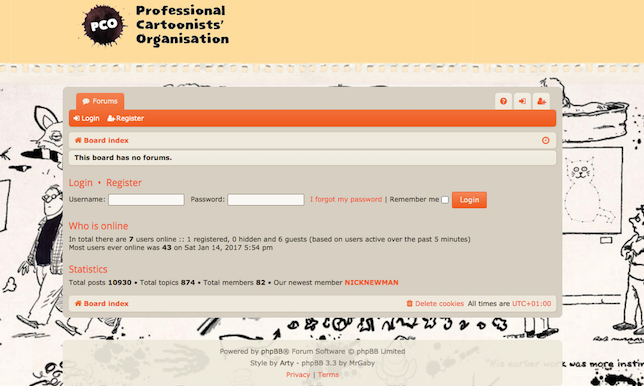 PCO
Professional
Cartoonists'
Organisation
Forums
Login Register
Board index
This board has no forums.
Login • Register
Username: Password: I forgot my password | Remember me Login
Who is online
In total there are 7 users online :: 1 registered, 0 hidden and 6 guests (based on users active over the past 5 minutes)
Most users ever online was 43 on Sat Jan 14, 2017 5:54 pm
Statistics
Total posts 10930 • Total topics 874 • Total members 82 • Our newest member NICKNEWMAN
Board index Delete cookies All times are UTC+01:00
Powered by phpBB® Forum Software © phpBB Limited
Style by Arty - phpBB 3.3 by MrGaby
Privacy | Terms
k was more instin